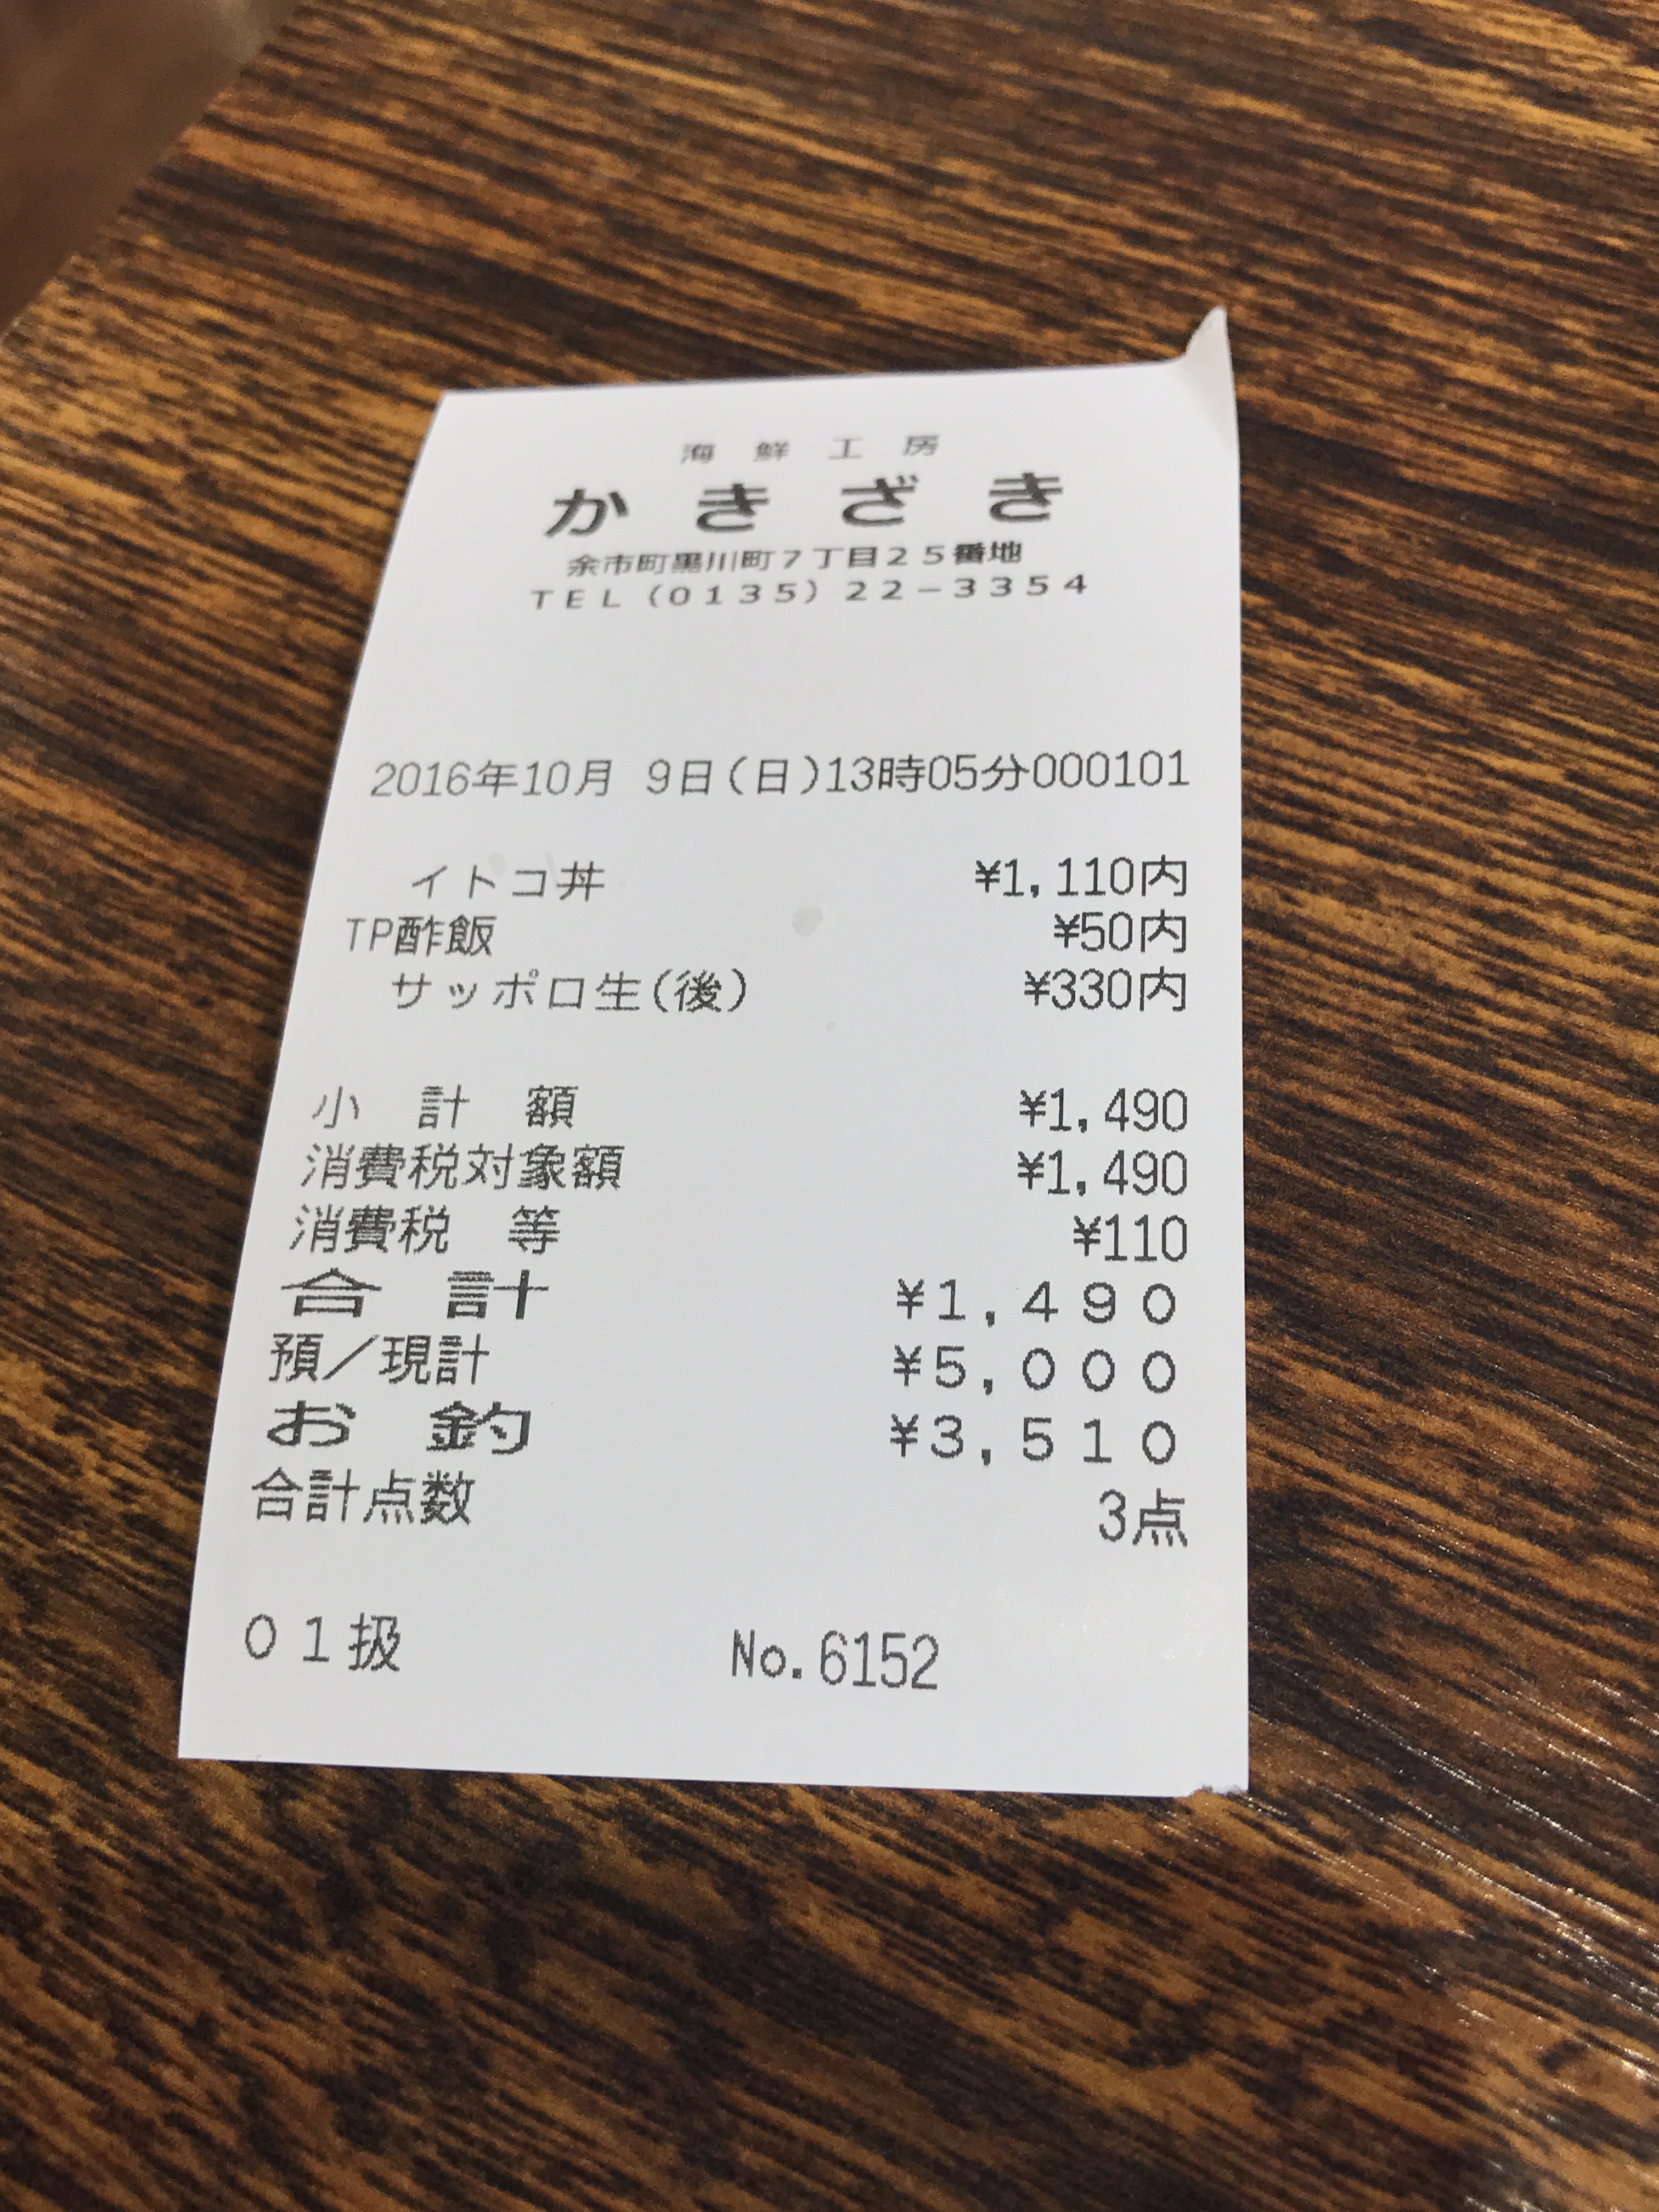 海鮮工房
かきざき
余市町黒川町7丁目25番地
TEL(0135)22-3354
2016年10月 9日(日)13時05分000101
イトコ丼 ¥1,110内
TP酢飯 ¥50内
サッポロ生(後) ¥330内
小 計 額 ¥1,490
消費税対象額 ¥1,490
消費税 等 ¥110
合 計 ¥1,490
預/現計 ¥5,000
お 釣 ¥3,510
合計点数 3点
01扱 No.6152